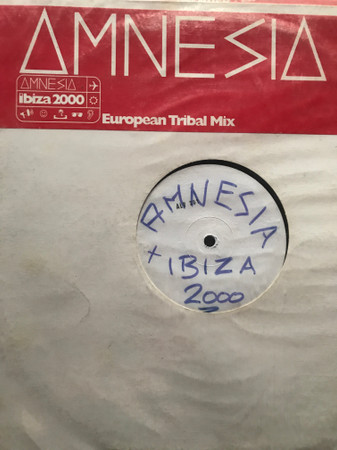 AMNESIA
AMNESIA
ibiza 2000
European Tribal Mix
AMNESIA
+ IBIZA
2000